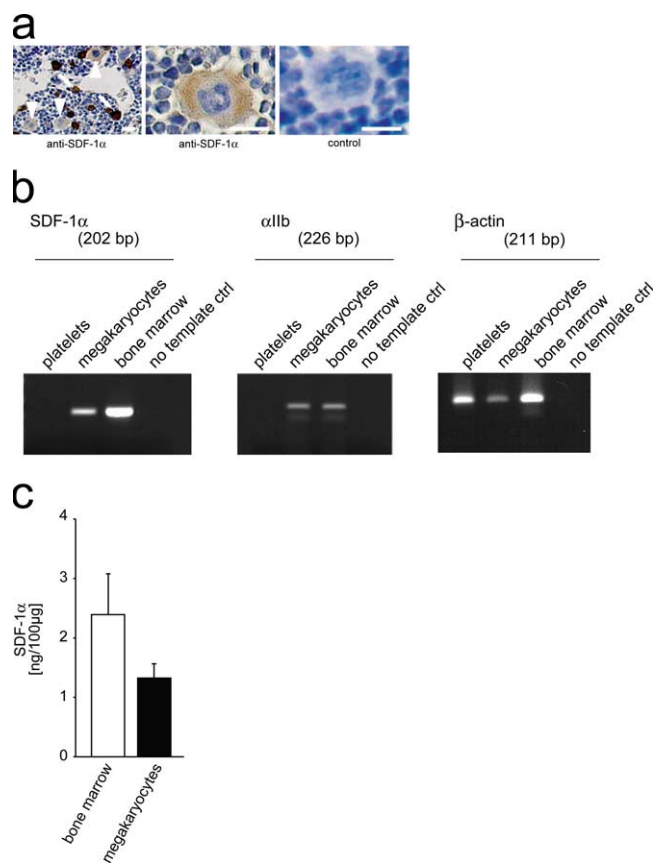 a
anti-SDF-1α
anti-SDF-1α
control
b
SDF-1α
(202 bp)
αIIb
(226 bp)
β-actin
(211 bp)
platelets
megakaryocytes
bone marrow
no template ctrl
platelets
megakaryocytes
bone marrow
no template ctrl
platelets
megakaryocytes
bone marrow
no template ctrl
c
SDF-1α
[ng/100μg]
4
3
2
1
0
bone marrow
megakaryocytes